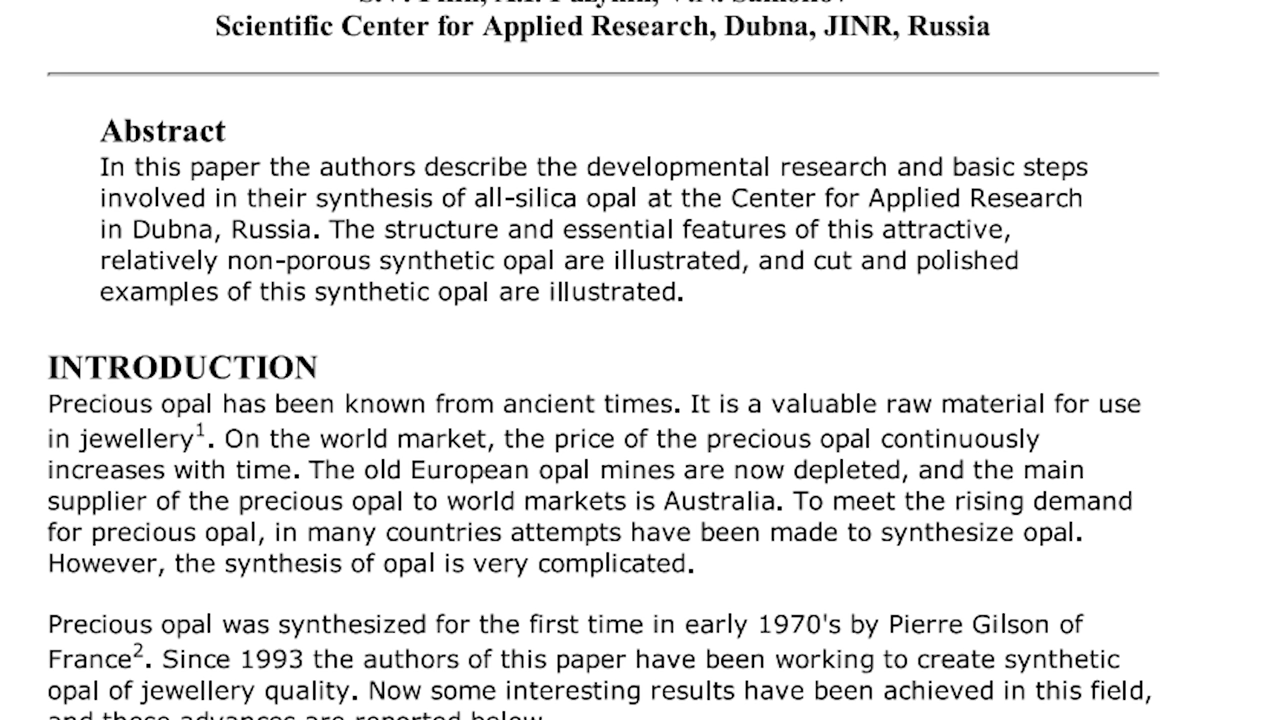 Scientific Center for Applied Research, Dubna, JINR, Russia
Abstract
In this paper the authors describe the developmental research and basic steps
involved in their synthesis of all-silica opal at the Center for Applied Research
in Dubna, Russia. The structure and essential features of this attractive,
relatively non-porous synthetic opal are illustrated, and cut and polished
examples of this synthetic opal are illustrated.
INTRODUCTION
Precious opal has been known from ancient times. It is a valuable raw material for use
in jewellery1. On the world market, the price of the precious opal continuously
increases with time. The old European opal mines are now depleted, and the main
supplier of the precious opal to world markets is Australia. To meet the rising demand
for precious opal, in many countries attempts have been made to synthesize opal.
However, the synthesis of opal is very complicated.
Precious opal was synthesized for the first time in early 1970's by Pierre Gilson of
France2. Since 1993 the authors of this paper have been working to create synthetic
opal of jewellery quality. Now some interesting results have been achieved in this field,
and these advances are reported below.